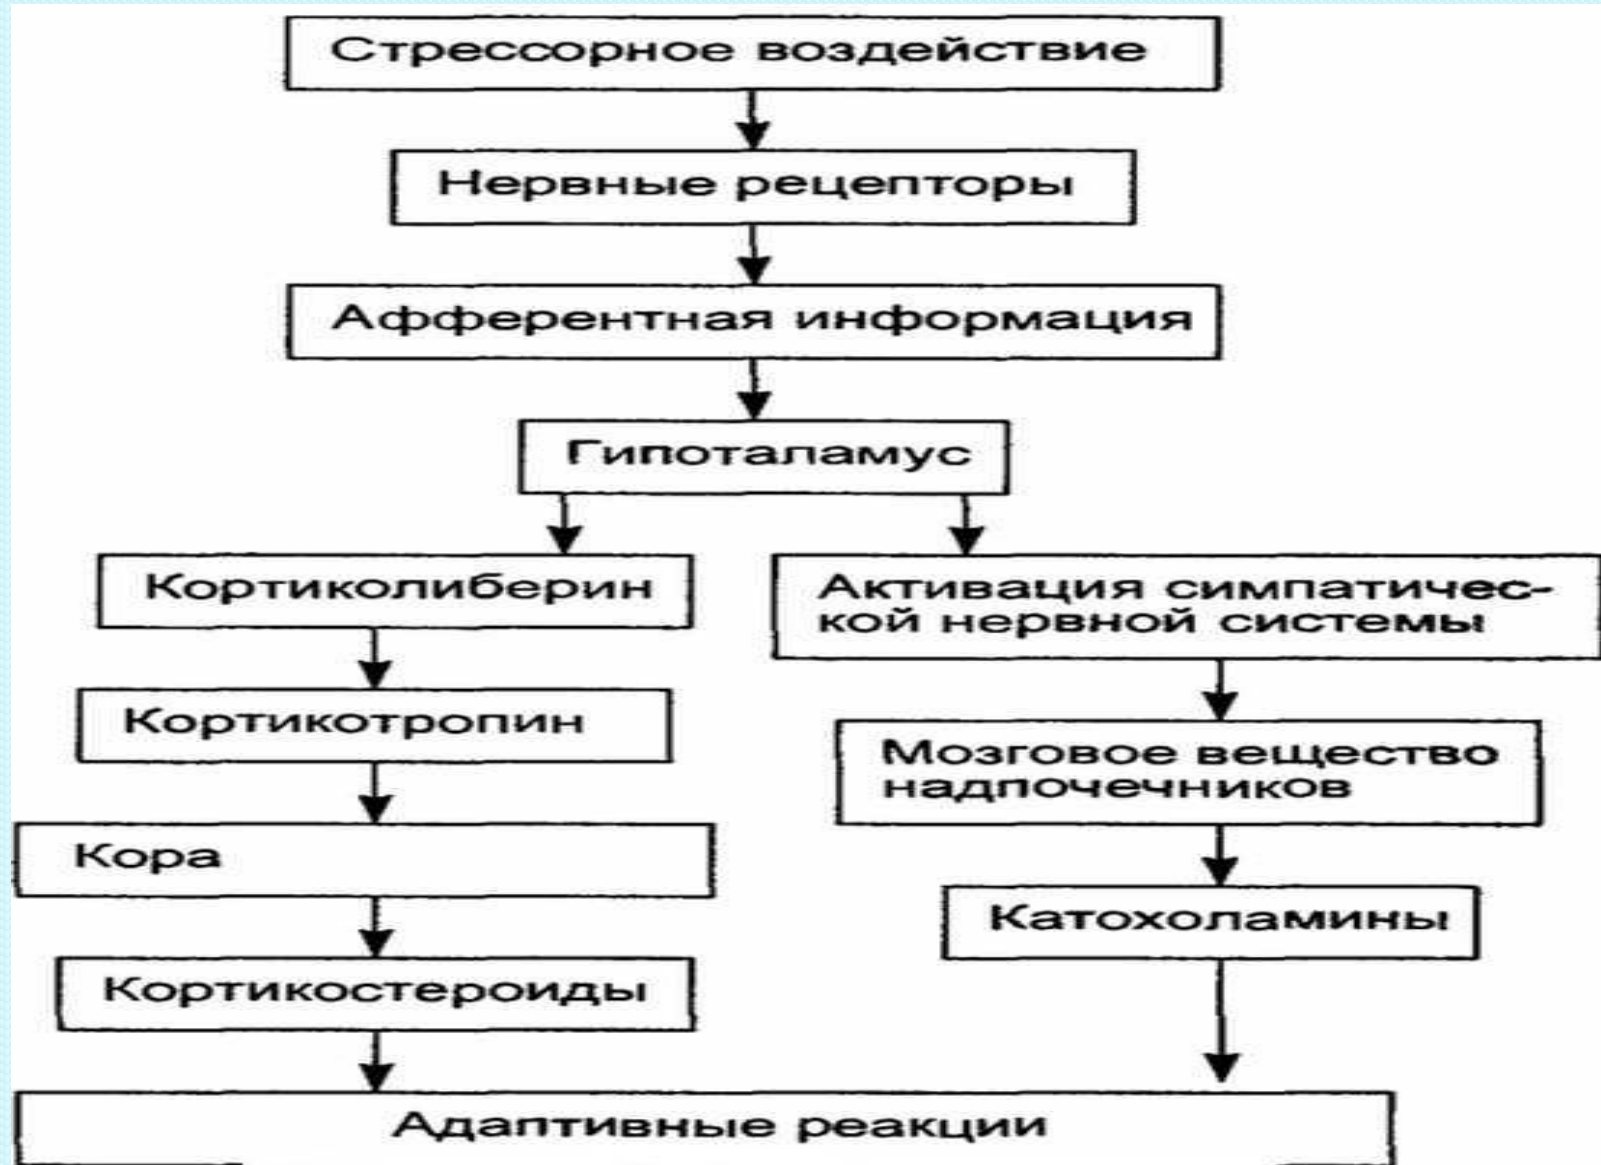 Стрессорное воздействие
Нервные рецепторы
Афферентная информация
Гипоталамус
Кортиколиберин
Кортикотропин
Кора
Кортикостероиды
Активация симпатичес-
кой нервной системы
Мозговое вещество
надпочечников
Катохоламины
Адаптивные реакции